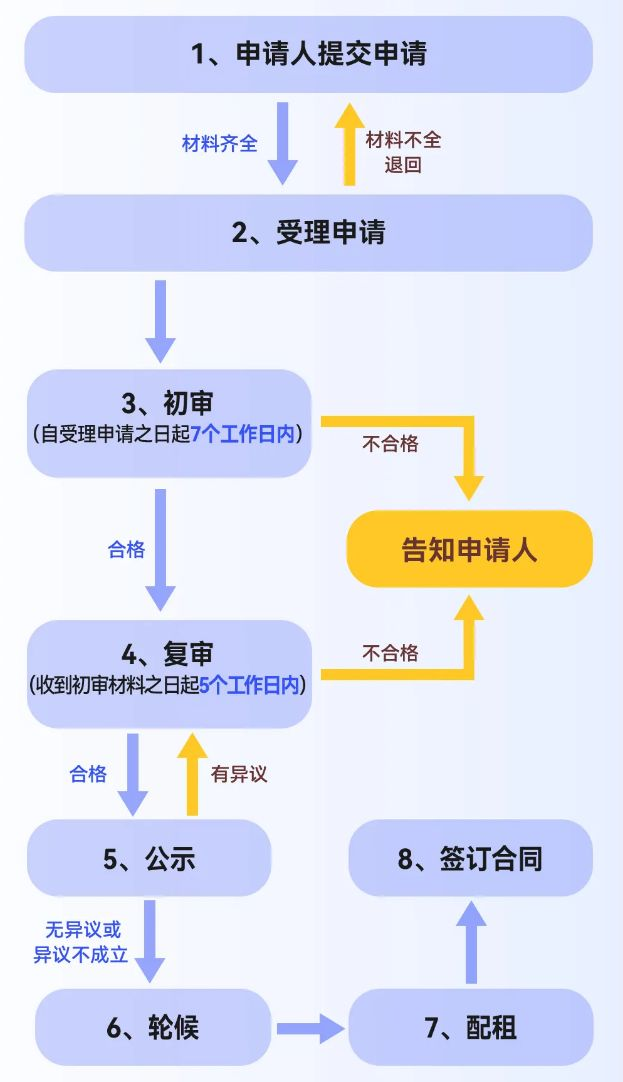 1、申请人提交申请
材料齐全
材料不全
退回
2、受理申请
3、初审
（自受理申请之日起7个工作日内）
不合格
告知申请人
合格
4、复审
（收到初审材料之日起5个工作日内）
不合格
合格
有异议
5、公示
8、签订合同
无异议或
异议不成立
6、轮候
7、配租